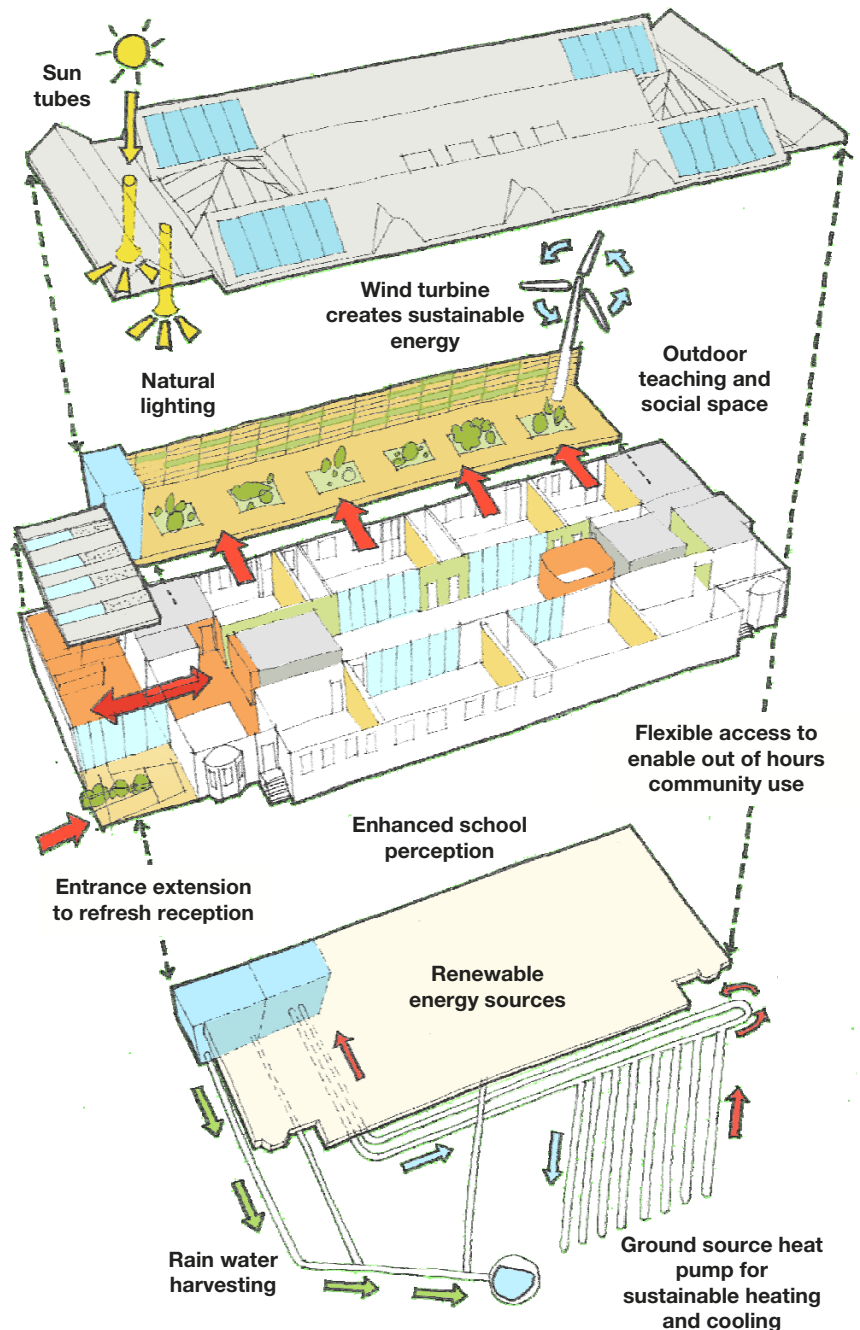 Sun
tubes
Wind turbine
creates sustainable
energy
Natural
lighting
Outdoor
teaching and
social space
Flexible access to
enable out of hours
community use
Enhanced school
perception
Entrance extension
to refresh reception
Renewable
energy sources
Rain water
harvesting
Ground source heat
pump for
sustainable heating
and cooling